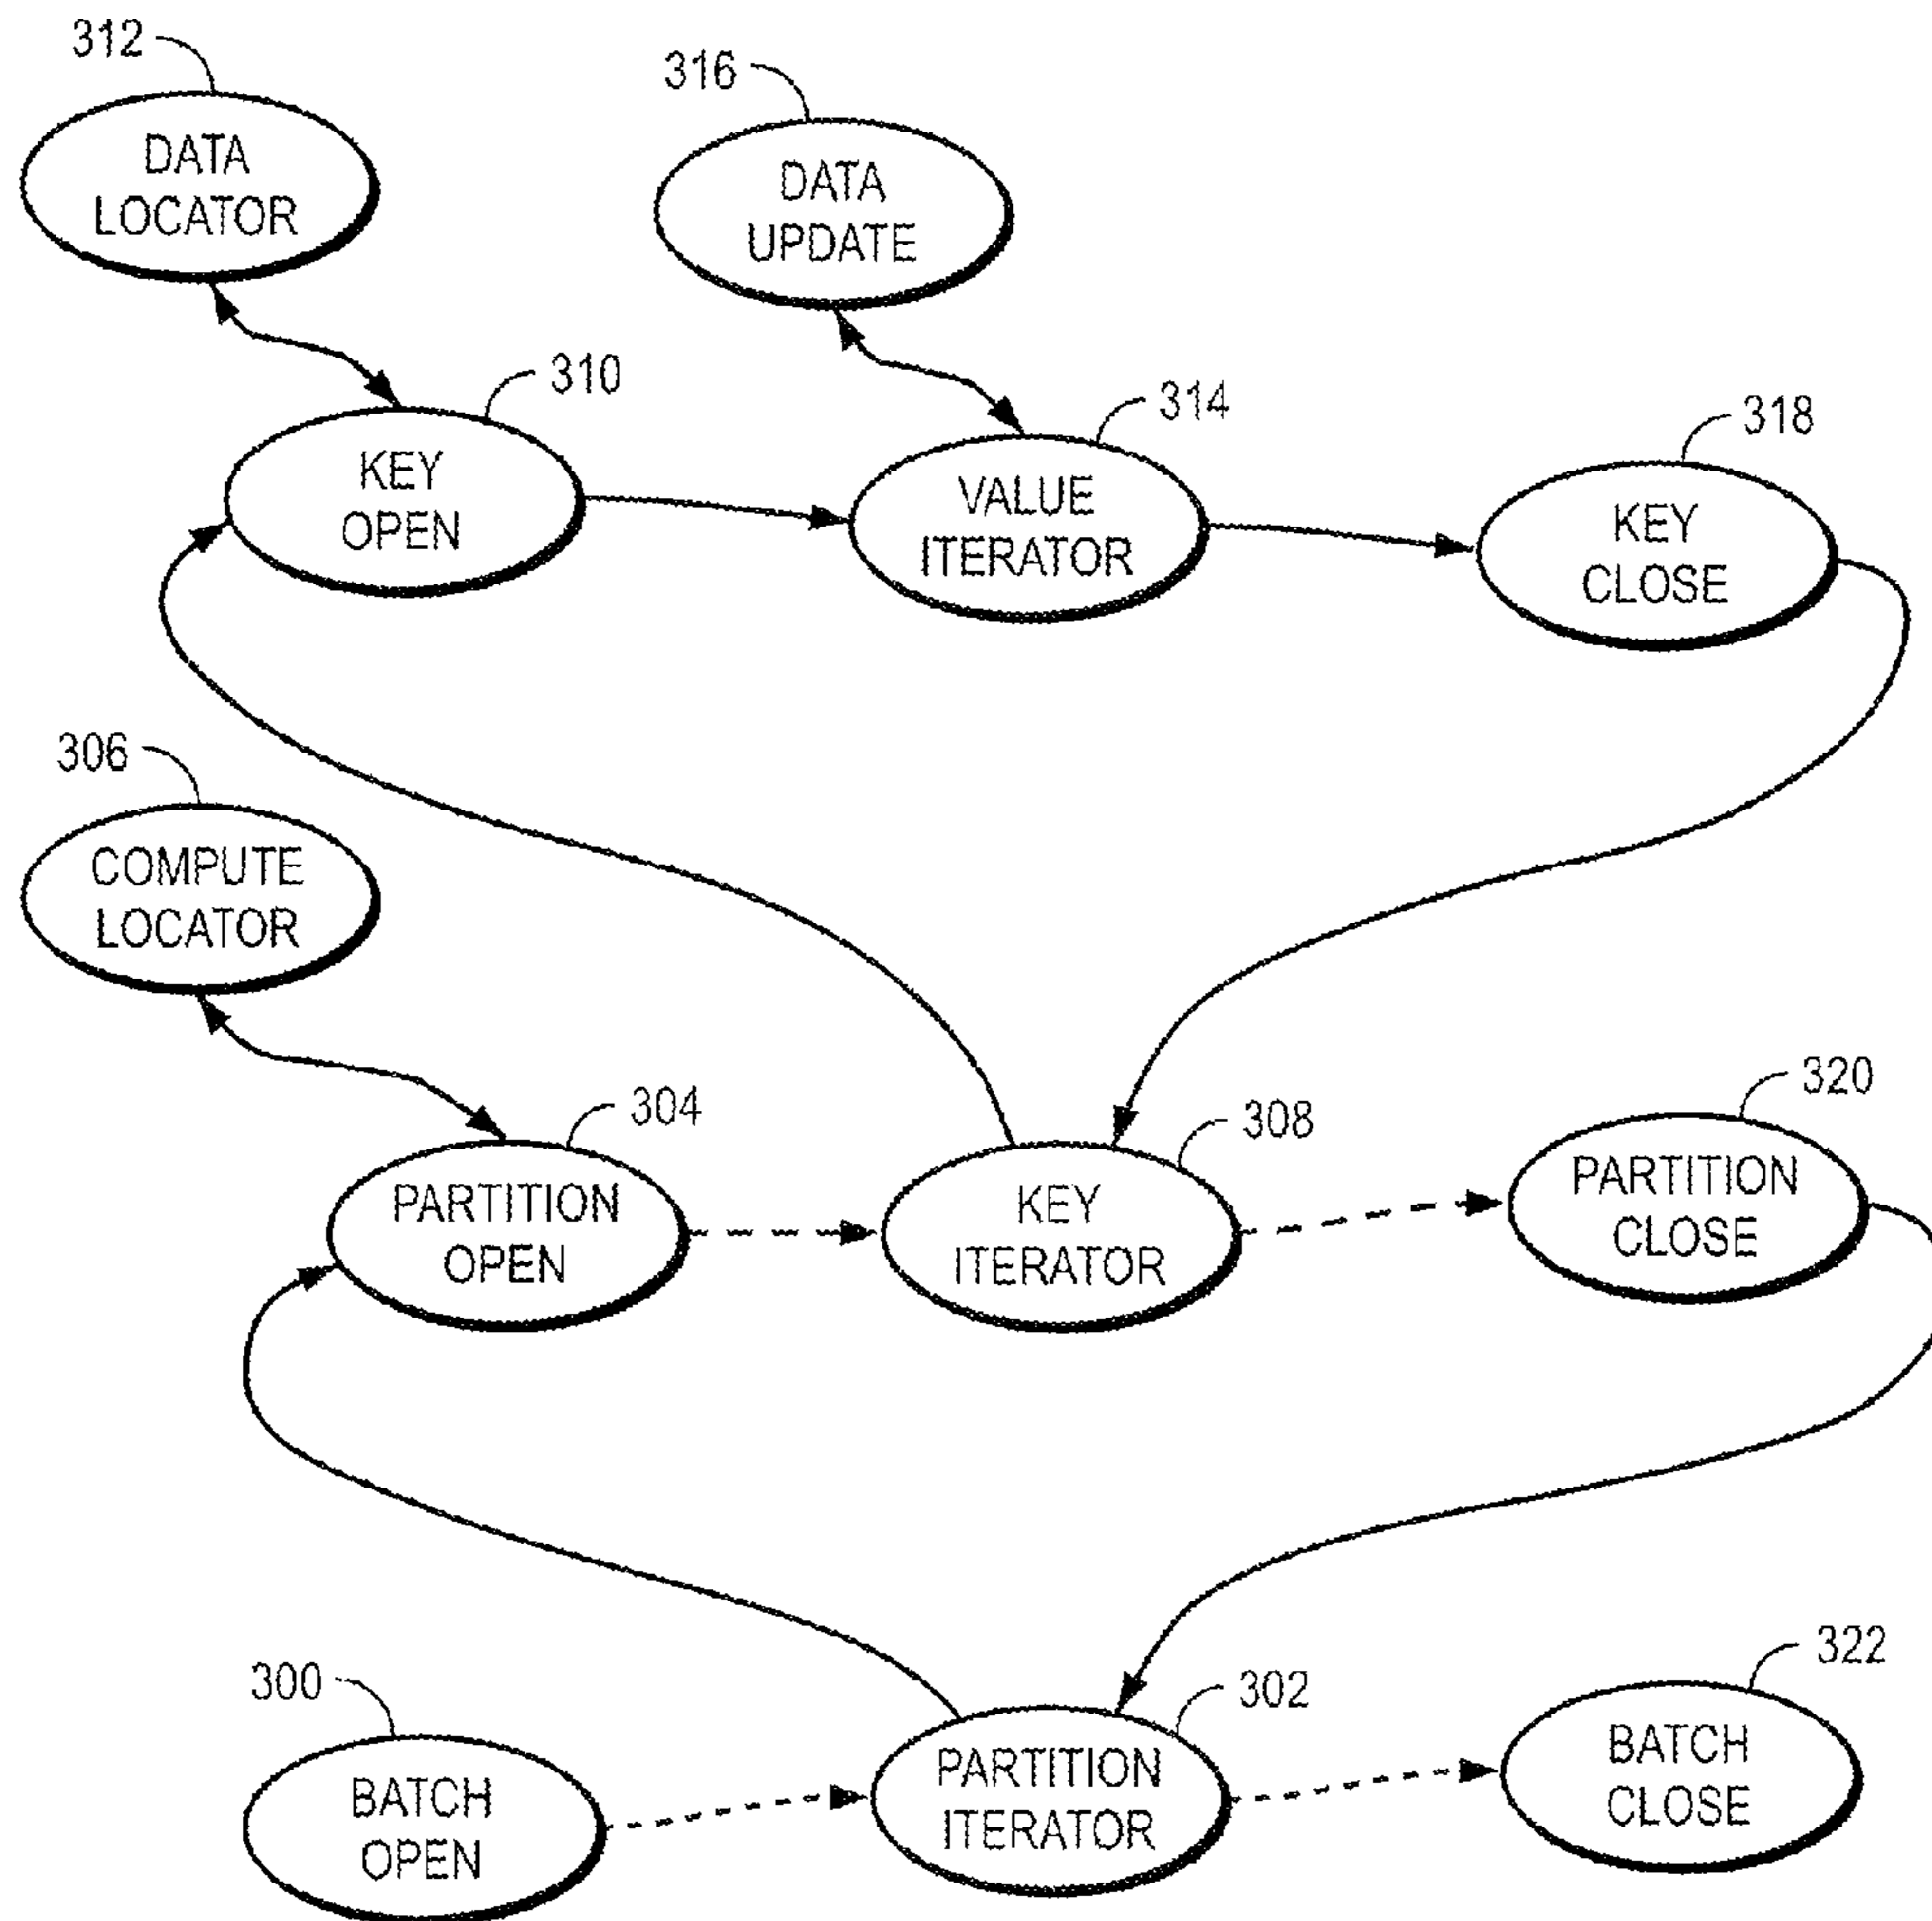 312
DATA
LOCATOR
316
DATA
UPDATE
310
KEY
OPEN
314
VALUE
ITERATOR
318
KEY
CLOSE
306
COMPUTE
LOCATOR
304
PARTITION
OPEN
308
KEY
ITERATOR
320
PARTITION
CLOSE
300
BATCH
OPEN
302
PARTITION
ITERATOR
322
BATCH
CLOSE